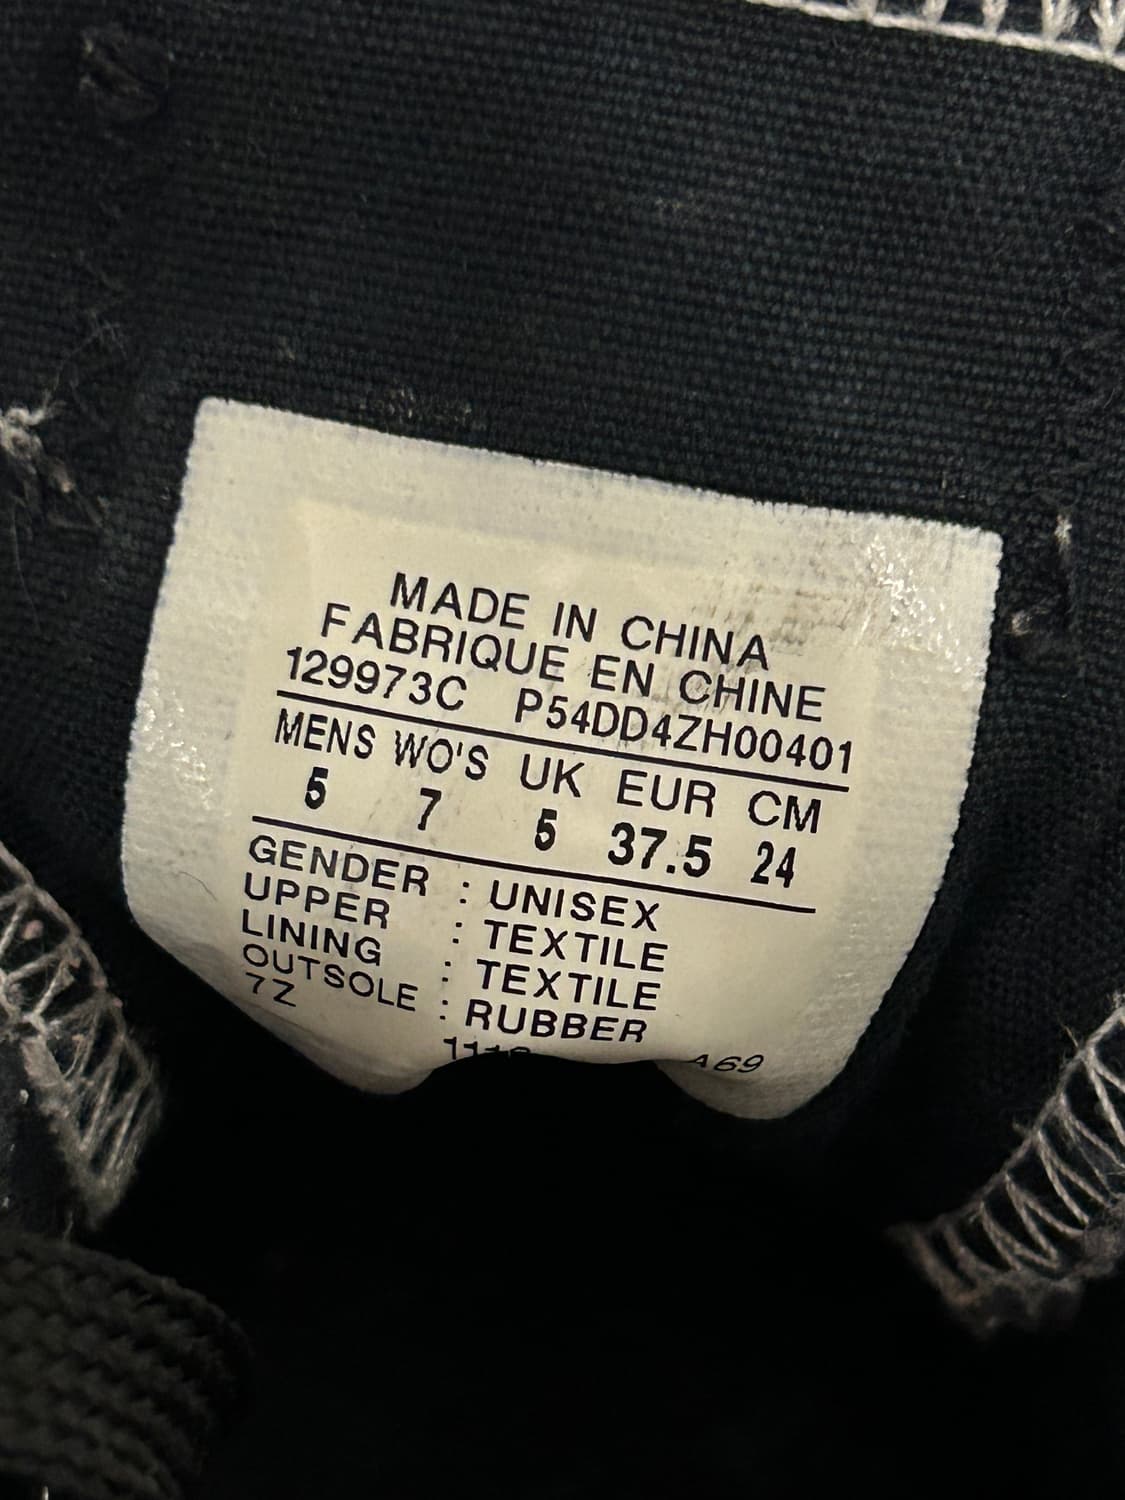 MADE IN CHINA
FABRIQUE EN CHINE
129973C P54DD4ZH00401
MENS WO'S UK EUR CM
5 7 5 37.5 24
GENDER : UNISEX
UPPER : TEXTILE
LINING : TEXTILE
OUTSOLE : RUBBER
7Z
A69